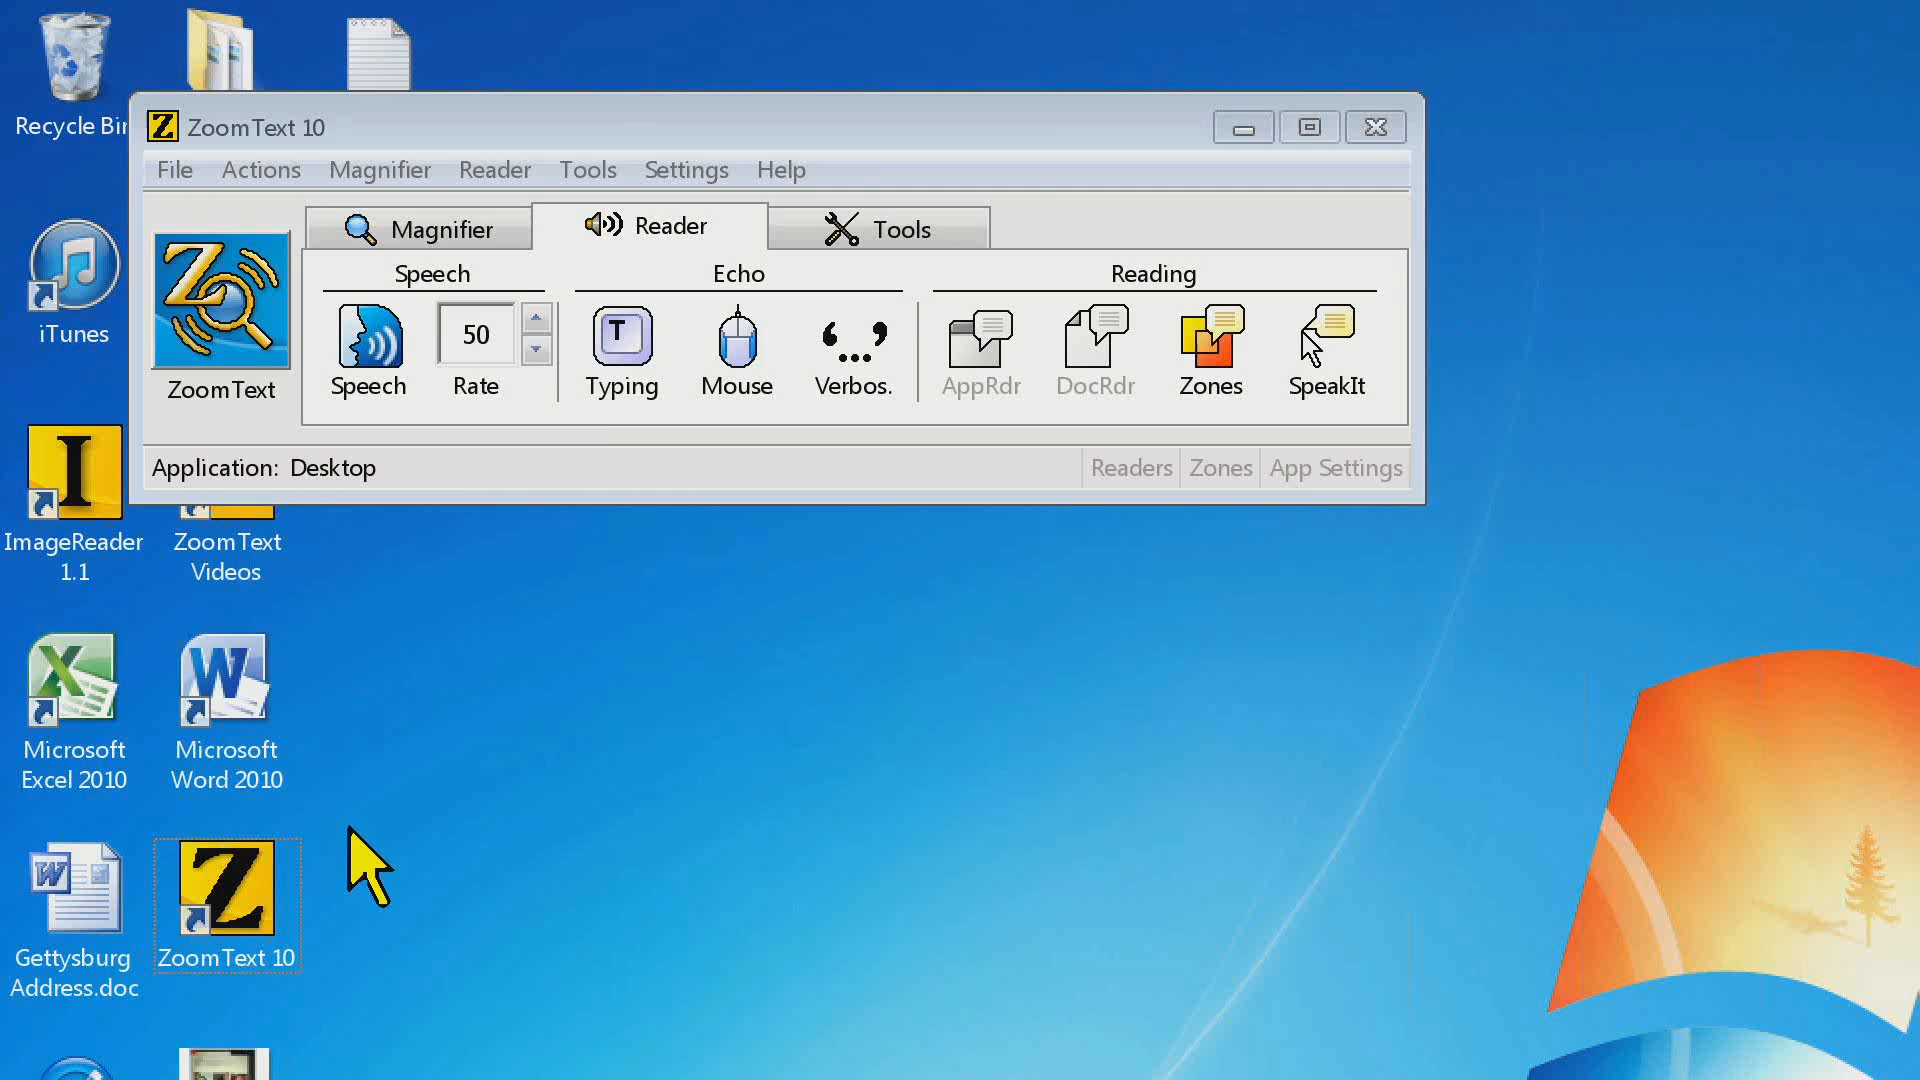 Recycle Bin
ZoomText 10
File Actions Magnifier Reader Tools Settings Help
Magnifier Reader Tools
Speech Echo Reading
T
50
Speech Rate Typing Mouse Verbos. AppRdr DocRdr Zones SpeakIt
ZoomText
Application: Desktop Readers Zones App Settings
iTunes
ImageReader
1.1
ZoomText
Videos
Microsoft
Excel 2010
Microsoft
Word 2010
Gettysburg
Address.doc
ZoomText 10